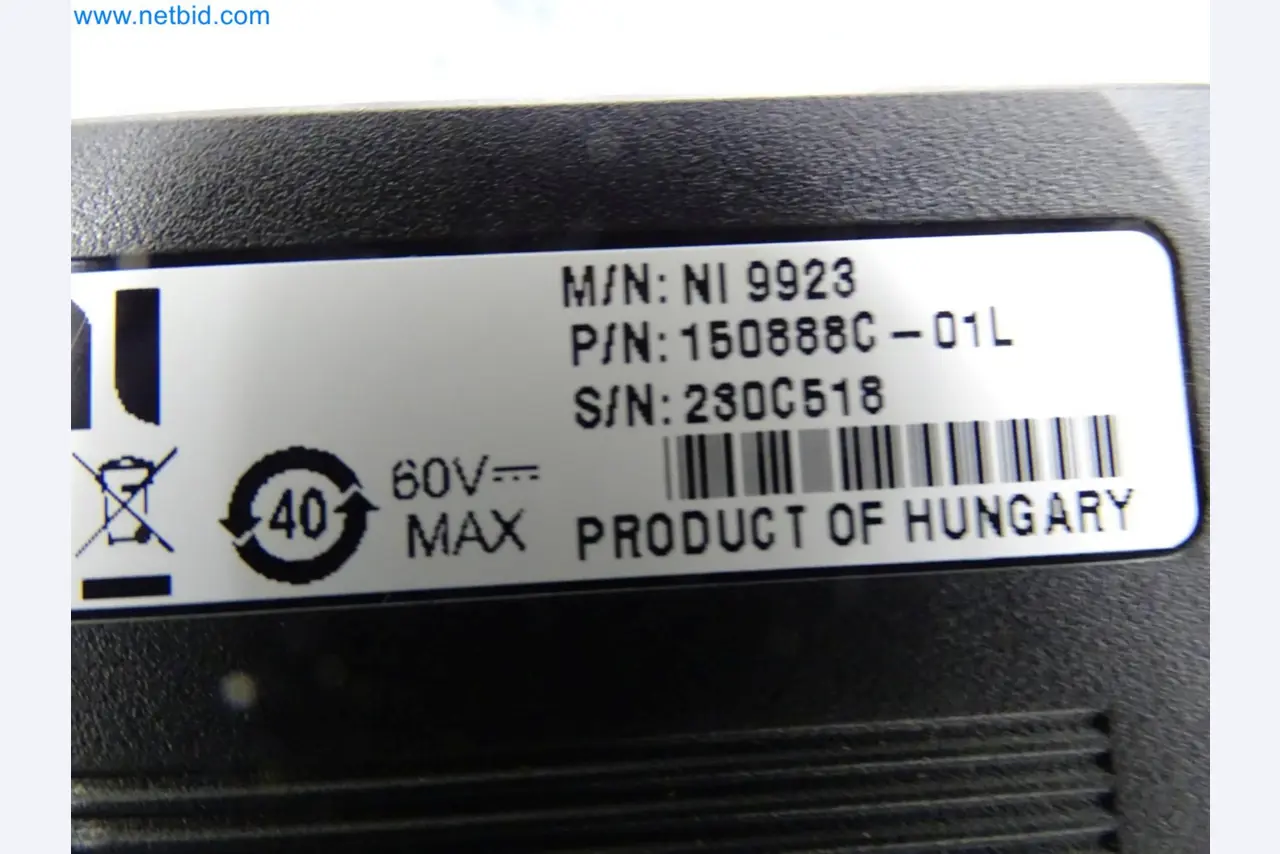 www.netbid.com
M/N: NI 9923
P/N: 150888C-01L
S/N: 230C518
40
60V
MAX
PRODUCT OF HUNGARY